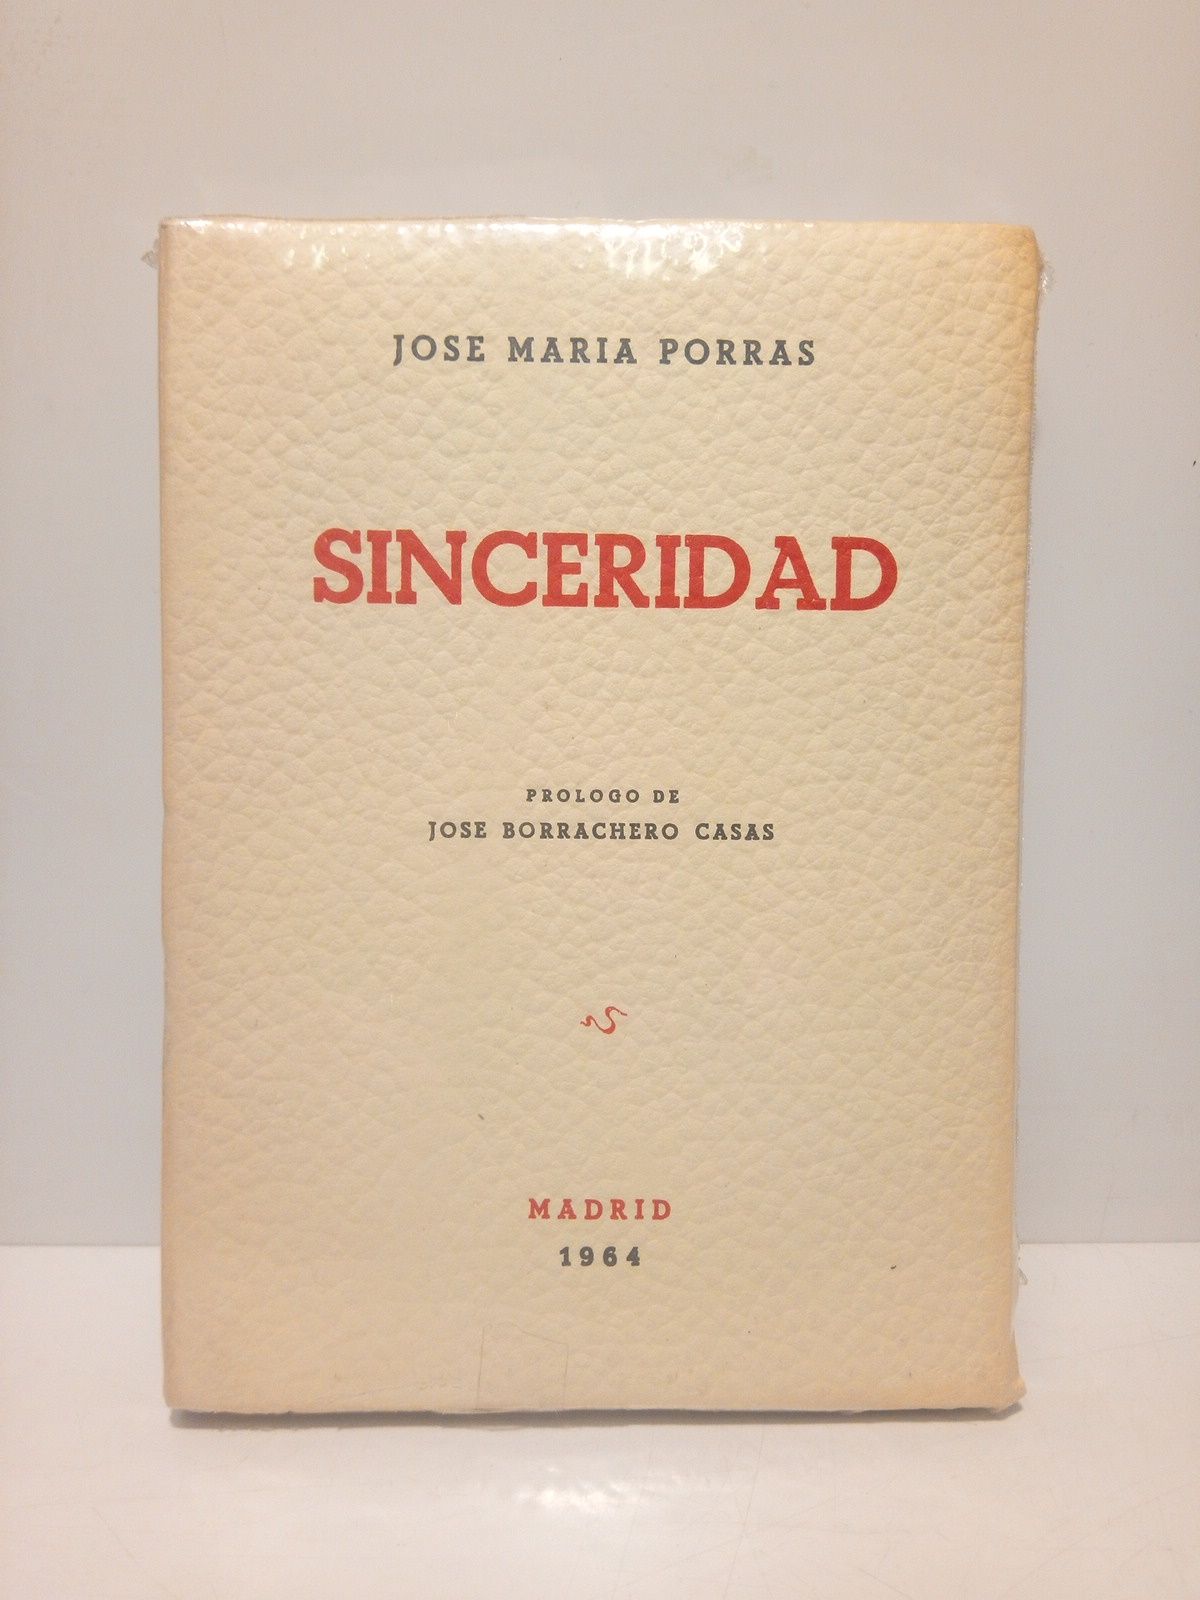 JOSE MARIA PORRAS
SINCERIDAD
PROLOGO DE
JOSE BORRACHERO CASAS
MADRID
1964